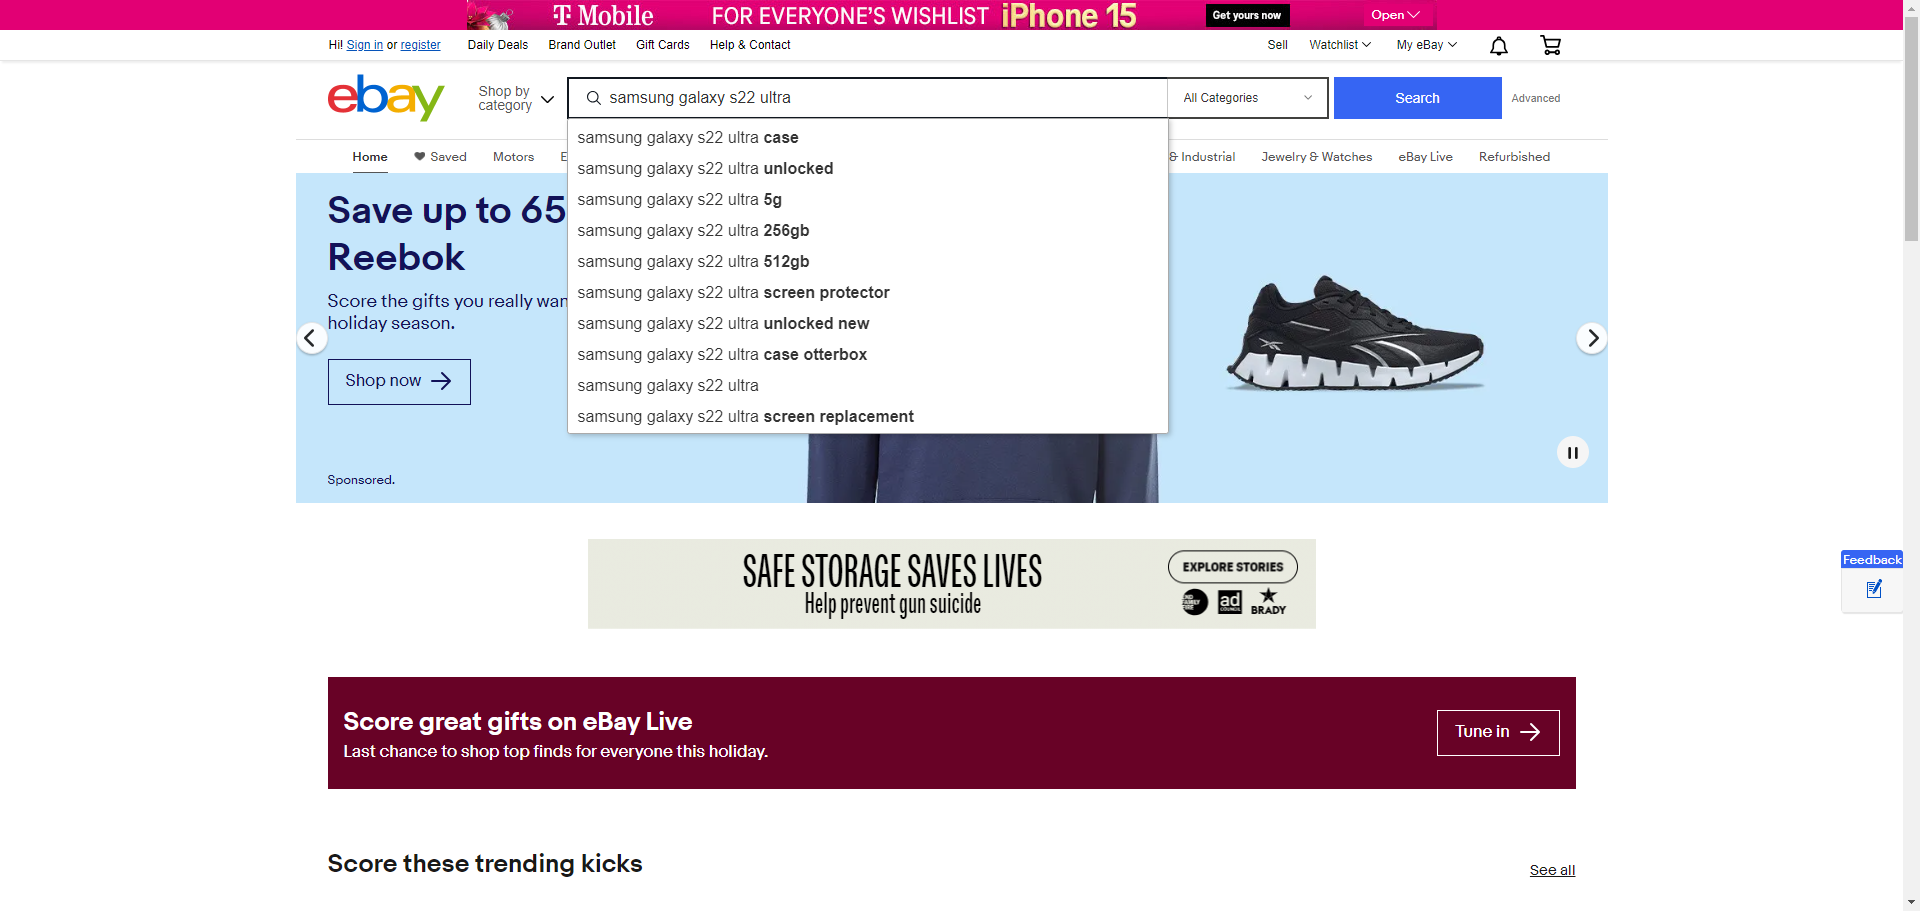 T Mobile FOR EVERYONE'S WISHLIST iPhone 15 Get yours now Open
Hi! Sign in or register Daily Deals Brand Outlet Gift Cards Help & Contact Sell Watchlist My eBay
ebay Shop by category samsung galaxy s22 ultra All Categories Search Advanced
samsung galaxy s22 ultra case
samsung galaxy s22 ultra unlocked
samsung galaxy s22 ultra 5g
samsung galaxy s22 ultra 256gb
samsung galaxy s22 ultra 512gb
samsung galaxy s22 ultra screen protector
samsung galaxy s22 ultra unlocked new
samsung galaxy s22 ultra case otterbox
samsung galaxy s22 ultra
samsung galaxy s22 ultra screen replacement
Home Saved Motors E & Industrial Jewelry & Watches eBay Live Refurbished
Save up to 65
Reebok
Score the gifts you really wan
holiday season.
Shop now
Sponsored.
SAFE STORAGE SAVES LIVES
Help prevent gun suicide
EXPLORE STORIES
END FAMILY FIRE ad COUNCIL BRADY
Feedback
Score great gifts on eBay Live
Last chance to shop top finds for everyone this holiday.
Tune in
Score these trending kicks
See all